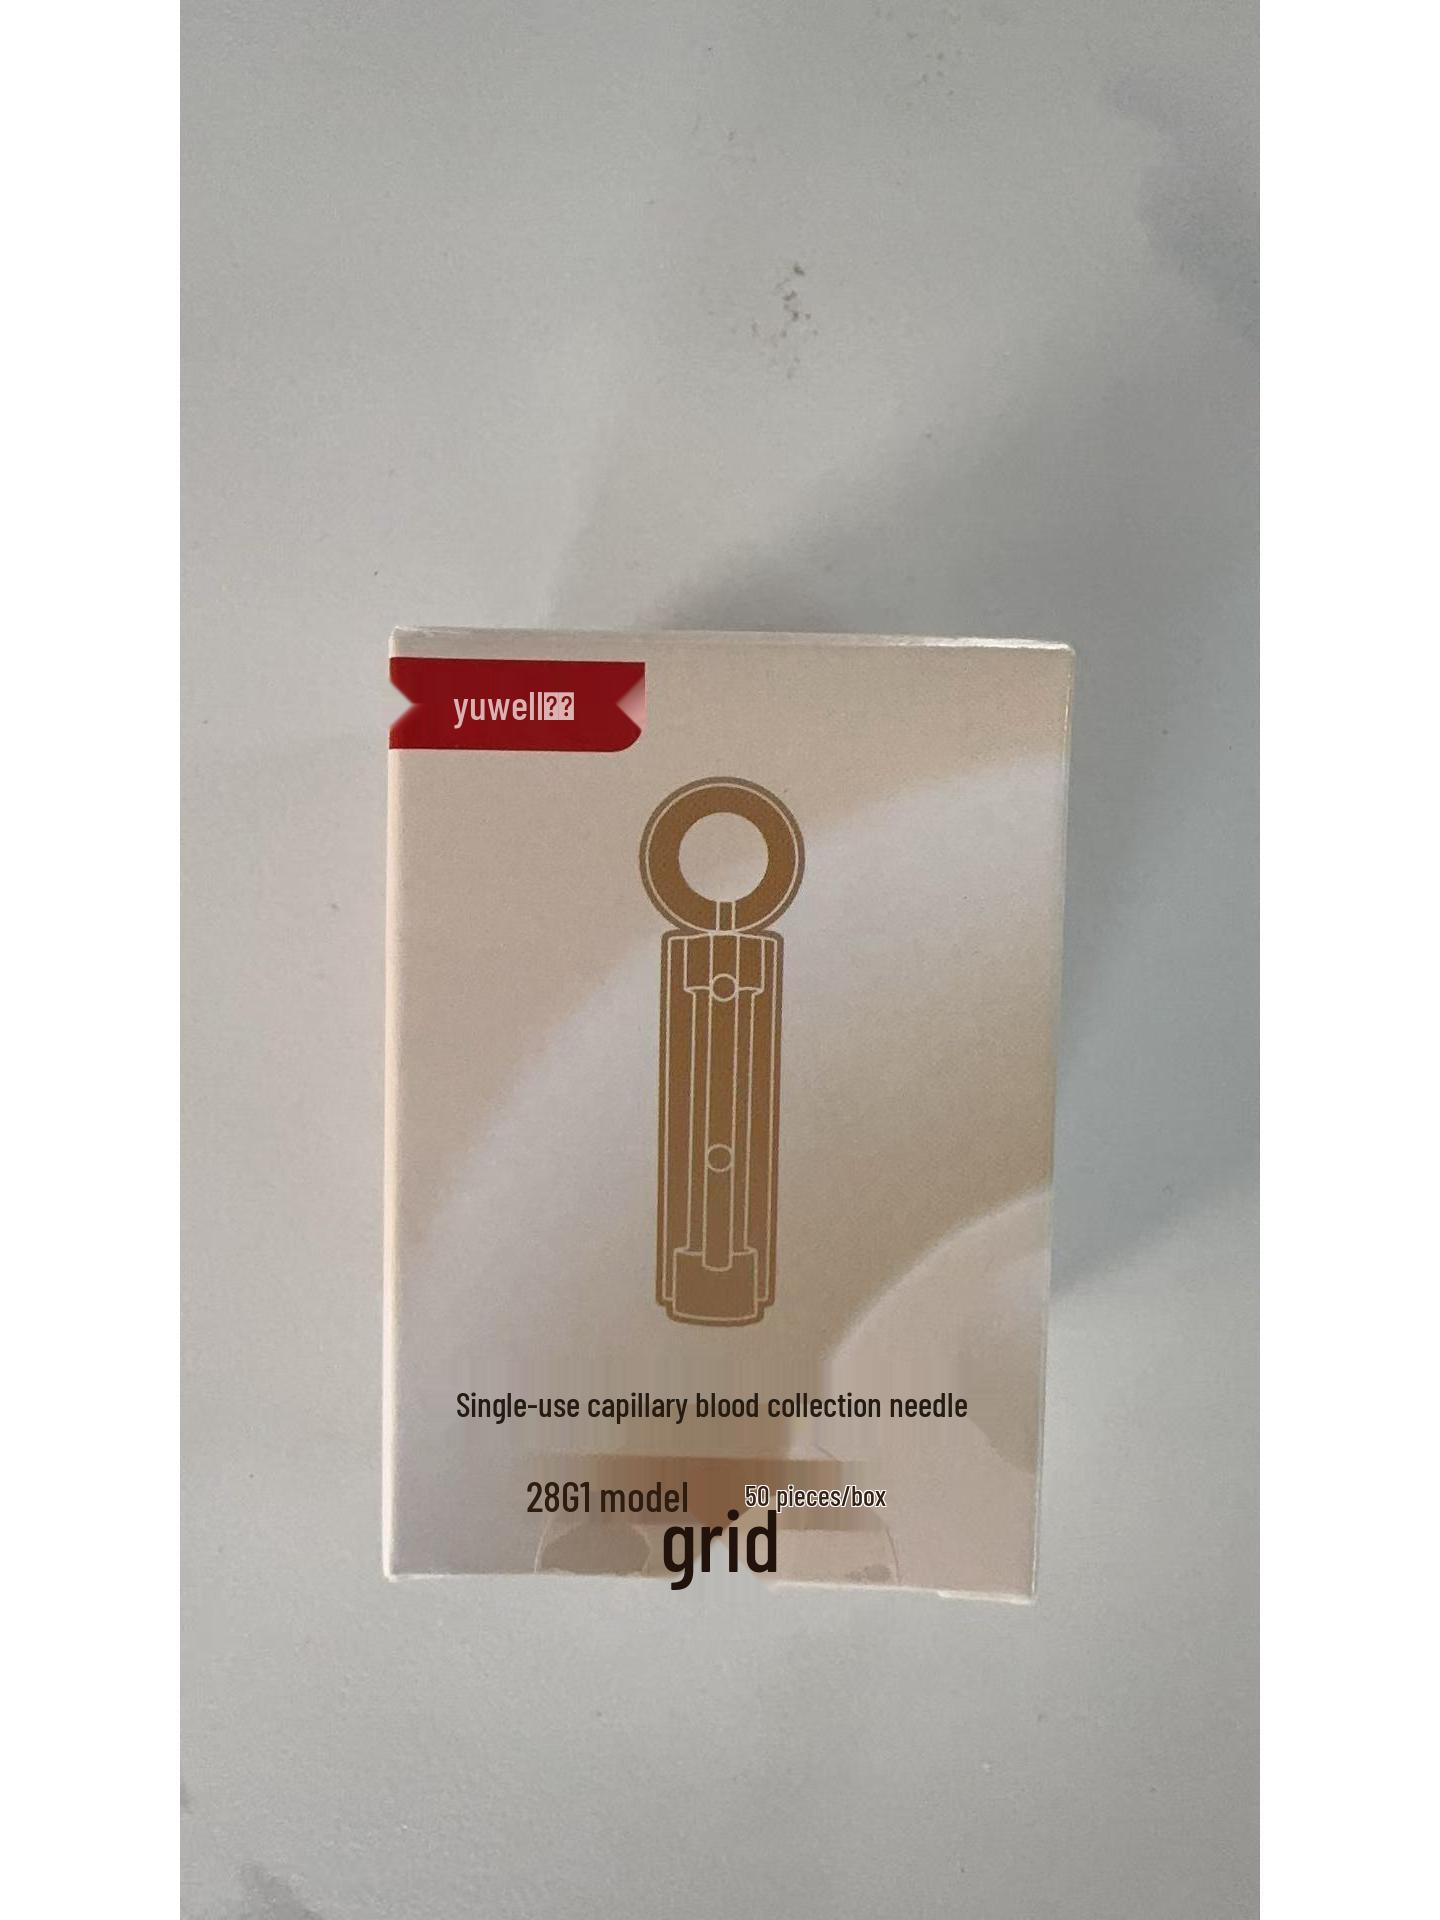 yuwell
Single-use capillary blood collection needle
28G1 model 50 pieces/box
grid